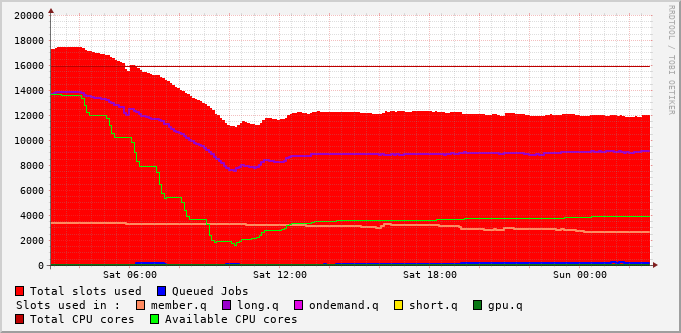 20000
18000
16000
14000
12000
10000
8000
6000
4000
2000
0
Sat 06:00 Sat 12:00 Sat 18:00 Sun 00:00
Total slots used Queued Jobs
Slots used in : member.q long.q ondemand.q short.q gpu.q
Total CPU cores Available CPU cores
RRDTOOL / TOBI OETIKER